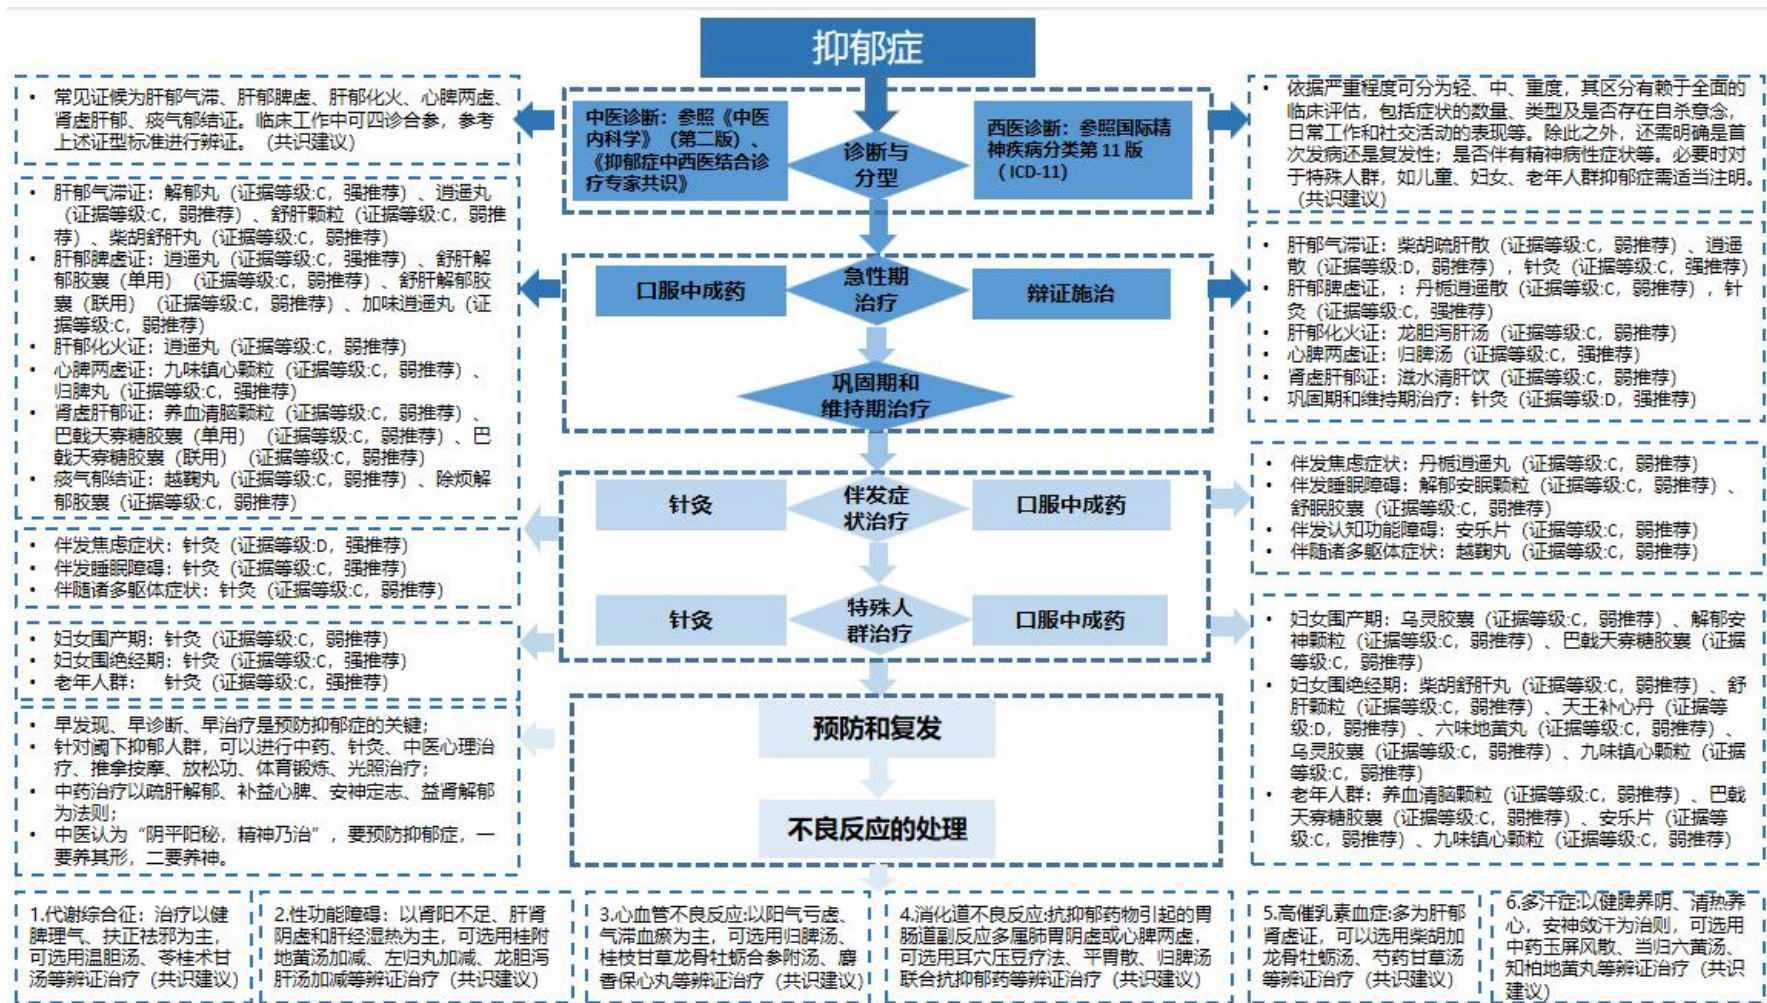 抑郁症
• 常见证候为肝郁气滞、肝郁脾虚、肝郁化火、心脾两虚、
肾虚肝郁、痰气郁结证。临床工作中可四诊合参，参考
上述证型标准进行辨证。（共识建议）
中医诊断：参照《中医
内科学》（第二版）、
《抑郁症中西医结合诊
疗专家共识》
诊断与
分型
西医诊断：参照国际精
神疾病分类第 11 版
（ICD-11）
• 依据严重程度可分为轻、中、重度，其区分有赖于全面的
临床评估，包括症状的数量、类型及是否存在自杀意念，
日常工作和社交活动的表现等。除此之外，还需明确是首
次发病还是复发性；是否伴有精神病性症状等。必要时对
于特殊人群，如儿童、妇女、老年人群抑郁症需适当注明。
（共识建议）
• 肝郁气滞证：解郁丸（证据等级:C，强推荐）、逍遥丸
（证据等级:C，弱推荐）、舒肝颗粒（证据等级:C，弱推
荐）、柴胡舒肝丸（证据等级:C，弱推荐）
• 肝郁脾虚证：逍遥丸（证据等级:C，强推荐）、舒肝解
郁胶囊（单用）（证据等级:C，弱推荐）、舒肝解郁胶
囊（联用）（证据等级:C，弱推荐）、加味逍遥丸（证
据等级:C，弱推荐）
• 肝郁化火证：逍遥丸（证据等级:C，弱推荐）
• 心脾两虚证：九味镇心颗粒（证据等级:C，弱推荐）、
归脾丸（证据等级:C，强推荐）
• 肾虚肝郁证：养血清脑颗粒（证据等级:C，弱推荐）、
巴戟天寡糖胶囊（单用）（证据等级:C，弱推荐）、巴
戟天寡糖胶囊（联用）（证据等级:C，弱推荐）
• 痰气郁结证：越鞠丸（证据等级:C，弱推荐）、除烦解
郁胶囊（证据等级:C，弱推荐）
口服中成药
急性期
治疗
辩证施治
巩固期和
维持期治疗
• 肝郁气滞证：柴胡疏肝散（证据等级:C，弱推荐）、逍遥
散（证据等级:D，弱推荐），针灸（证据等级:C，强推荐）
• 肝郁脾虚证，：丹栀逍遥散（证据等级:C，弱推荐），针
灸（证据等级:C，强推荐）
• 肝郁化火证：龙胆泻肝汤（证据等级:C，弱推荐）
• 心脾两虚证：归脾汤（证据等级:C，强推荐）
• 肾虚肝郁证：滋水清肝饮（证据等级:C，弱推荐）
• 巩固期和维持期治疗：针灸（证据等级:D，强推荐）
• 伴发焦虑症状：针灸（证据等级:D，强推荐）
• 伴发睡眠障碍：针灸（证据等级:C，强推荐）
• 伴随诸多躯体症状：针灸（证据等级:C，弱推荐）
针灸
伴发症
状治疗
口服中成药
• 伴发焦虑症状：丹栀逍遥丸（证据等级:C，弱推荐）
• 伴发睡眠障碍：解郁安眠颗粒（证据等级:C，弱推荐）、
舒眠胶囊（证据等级:C，弱推荐）
• 伴发认知功能障碍：安乐片（证据等级:C，弱推荐）
• 伴随诸多躯体症状：越鞠丸（证据等级:C，弱推荐）
• 妇女围产期：针灸（证据等级:C，弱推荐）
• 妇女围绝经期：针灸（证据等级:C，强推荐）
• 老年人群： 针灸（证据等级:C，强推荐）
针灸
特殊人
群治疗
口服中成药
• 妇女围产期：乌灵胶囊（证据等级:C，弱推荐）、解郁安
神颗粒（证据等级:C，弱推荐）、巴戟天寡糖胶囊（证据
等级:C，弱推荐）
• 妇女围绝经期：柴胡舒肝丸（证据等级:C，弱推荐）、舒
肝颗粒（证据等级:C，弱推荐）、天王补心丹（证据等
级:D，弱推荐）、六味地黄丸（证据等级:C，弱推荐）、
乌灵胶囊（证据等级:C，弱推荐）、九味镇心颗粒（证据
等级:C，弱推荐）
• 老年人群：养血清脑颗粒（证据等级:C，弱推荐）、巴戟
天寡糖胶囊（证据等级:C，弱推荐）、安乐片（证据等
级:C，弱推荐）、九味镇心颗粒（证据等级:C，弱推荐）
• 早发现、早诊断、早治疗是预防抑郁症的关键；
• 针对阈下抑郁人群，可以进行中药、针灸、中医心理治
疗、推拿按摩、放松功、体育锻炼、光照治疗；
• 中药治疗以疏肝解郁、补益心脾、安神定志、益肾解郁
为法则；
• 中医认为“阴平阳秘，精神乃治”，要预防抑郁症，一
要养其形，二要养神。
预防和复发
不良反应的处理
1.代谢综合征：治疗以健
脾理气、扶正祛邪为主，
可选用温胆汤、苓桂术甘
汤等辨证治疗（共识建议）
2.性功能障碍：以肾阳不足、肝肾
阴虚和肝经湿热为主，可选用桂附
地黄汤加减、左归丸加减、龙胆泻
肝汤加减等辨证治疗（共识建议）
3.心血管不良反应:以阳气亏虚、
气滞血瘀为主，可选用归脾汤、
桂枝甘草龙骨牡蛎合参附汤、麝
香保心丸等辨证治疗（共识建议）
4.消化道不良反应:抗抑郁药物引起的胃
肠道副反应多属肺胃阴虚或心脾两虚，
可选用耳穴压豆疗法、平胃散、归脾汤
联合抗抑郁药等辨证治疗（共识建议）
5.高催乳素血症:多为肝郁
肾虚证，可以选用柴胡加
龙骨牡蛎汤、芍药甘草汤
等辨证治疗（共识建议）
6.多汗症:以健脾养阴、清热养
心，安神敛汗为治则，可选用
中药玉屏风散、当归六黄汤、
知柏地黄丸等辨证治疗（共识
建议）